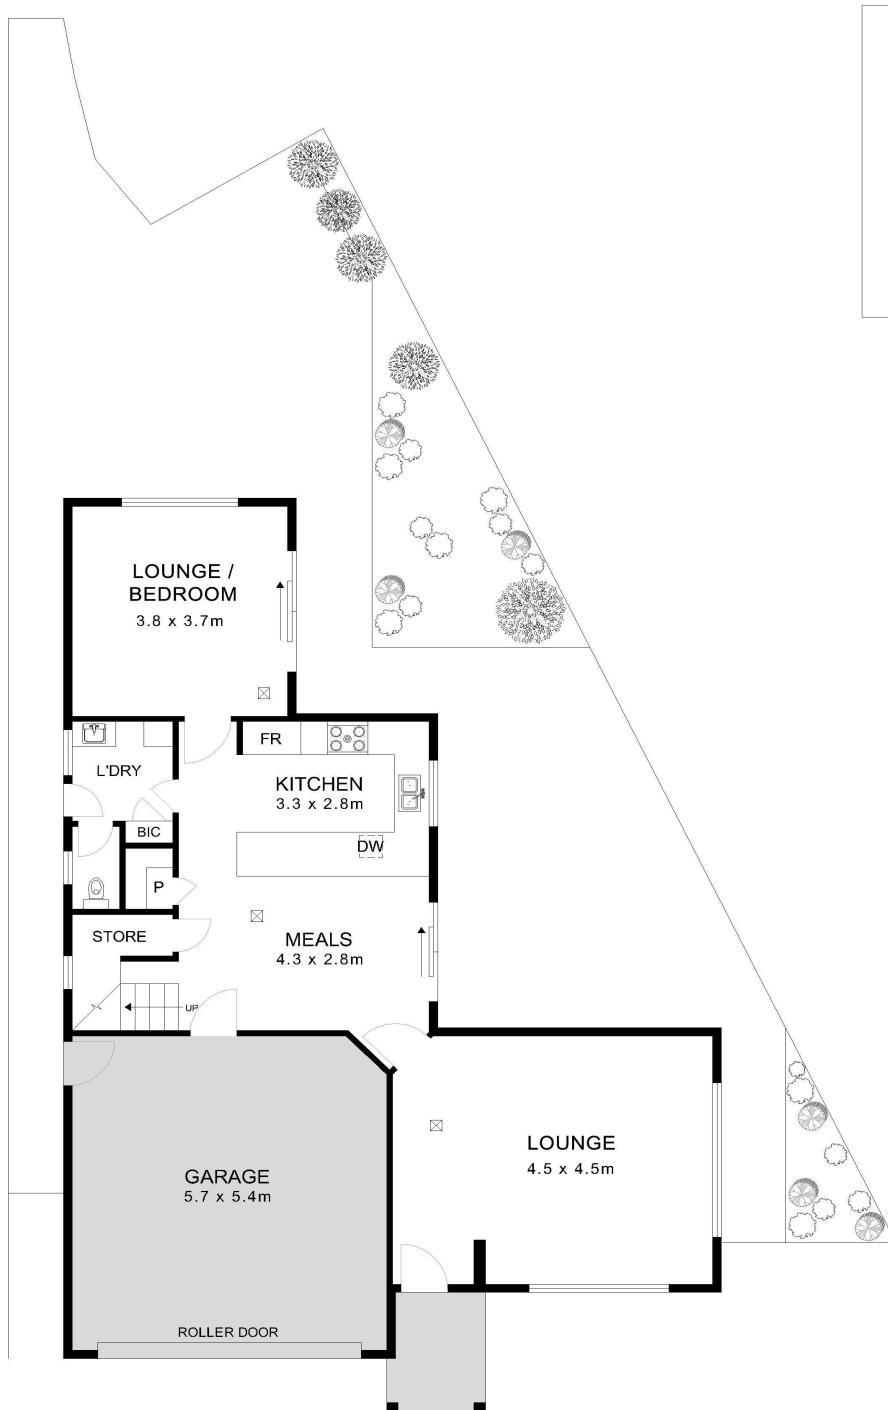 LOUNGE /
BEDROOM
3.8 x 3.7m
FR
L'DRY
KITCHEN
3.3 x 2.8m
BIC
DW
P
STORE
MEALS
4.3 x 2.8m
UP
LOUNGE
4.5 x 4.5m
GARAGE
5.7 x 5.4m
ROLLER DOOR